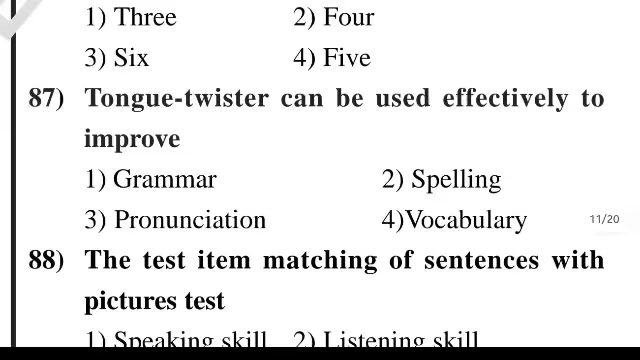 1) Three 2) Four
3) Six 4) Five
87) Tongue-twister can be used effectively to
improve
1) Grammar 2) Spelling
3) Pronunciation 4)Vocabulary
11/20
88) The test item matching of sentences with
pictures test
1) Speaking skill 2) Listening skill